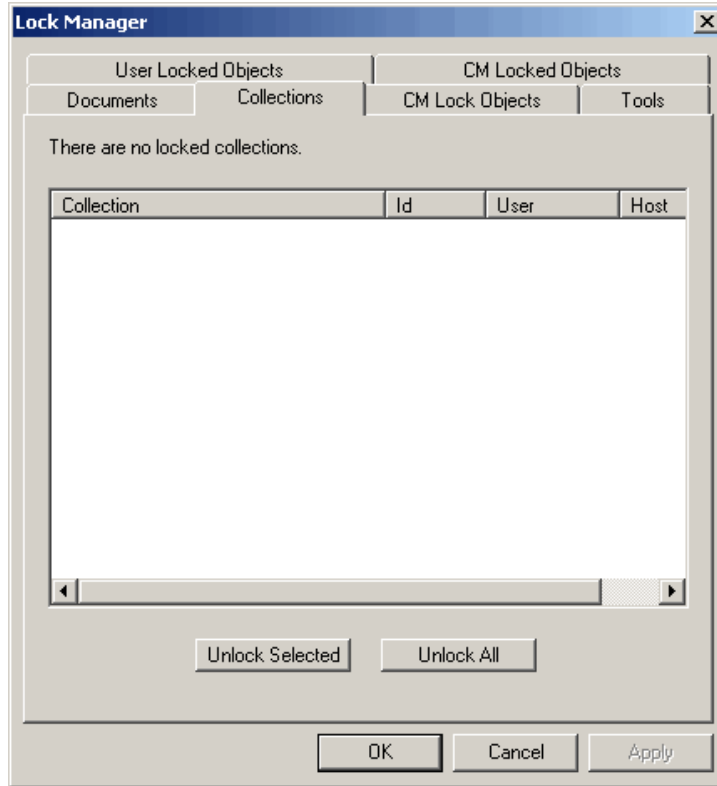 Lock Manager
User Locked Objects CM Locked Objects
Documents Collections CM Lock Objects Tools
There are no locked collections.
Collection Id User Host
Unlock Selected Unlock All
OK Cancel Apply